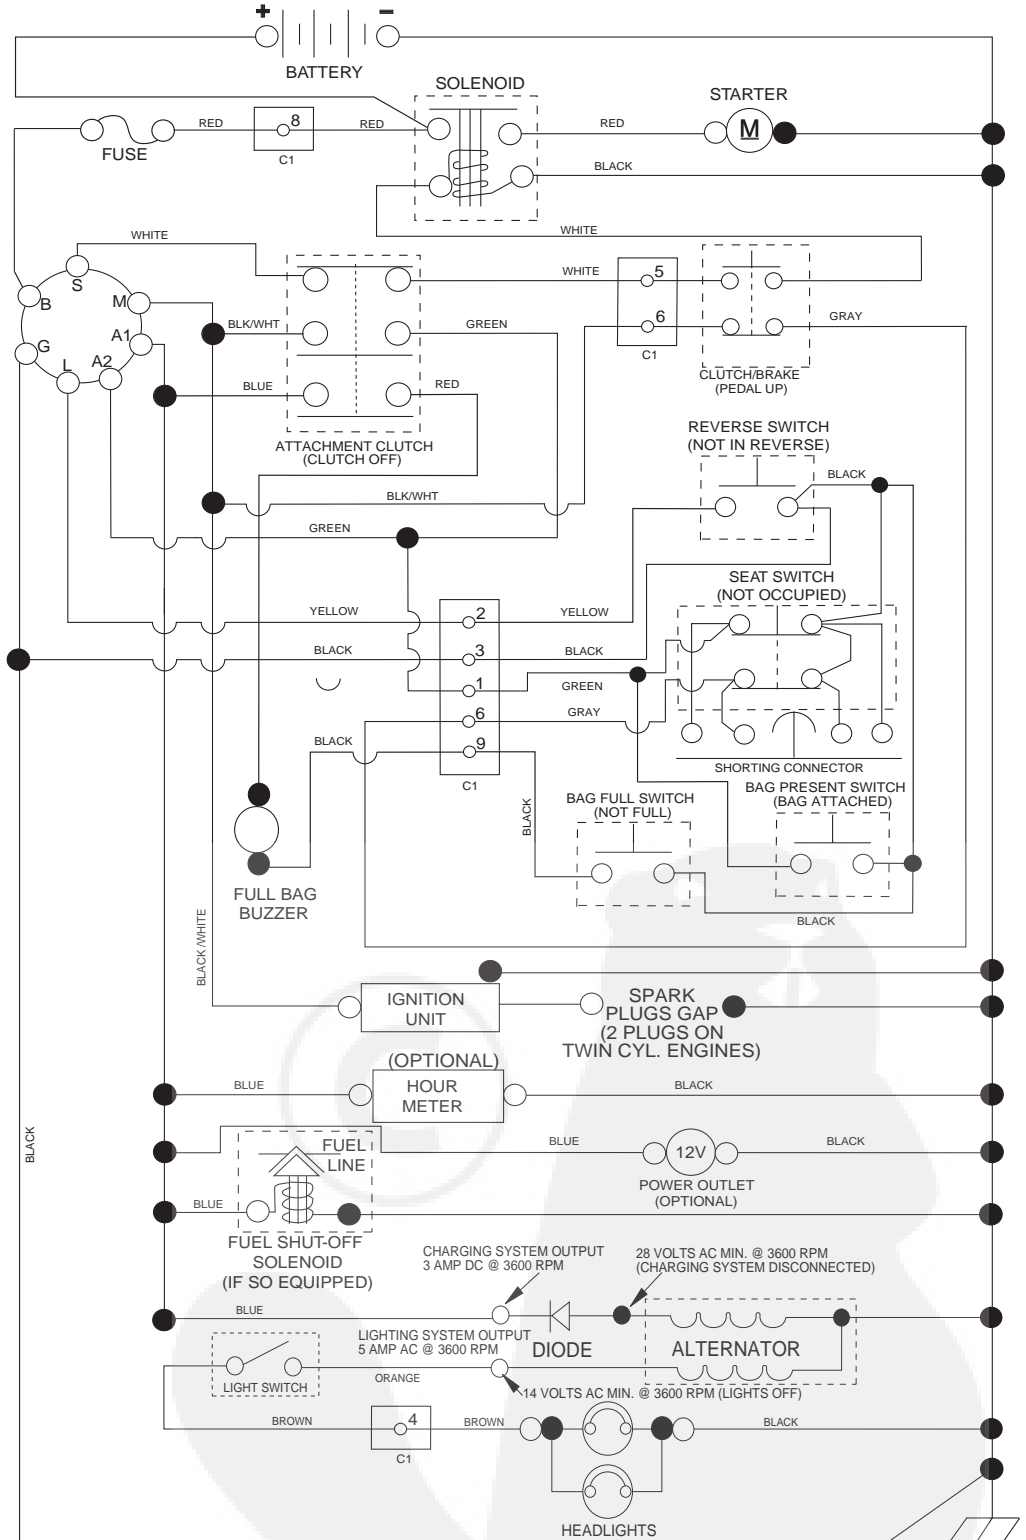 + –
BATTERY
SOLENOID
STARTER
RED
8
RED
RED
M
FUSE
C1
BLACK
WHITE
WHITE
S
WHITE
5
B
M
BLK/WHT
GREEN
6
GRAY
A1
G
C1
L
A2
BLUE
RED
CLUTCH/BRAKE
(PEDAL UP)
ATTACHMENT CLUTCH
(CLUTCH OFF)
REVERSE SWITCH
(NOT IN REVERSE)
BLACK
BLK/WHT
GREEN
SEAT SWITCH
(NOT OCCUPIED)
YELLOW
2
YELLOW
BLACK
3
BLACK
1
GREEN
6
GRAY
BLACK
9
C1
SHORTING CONNECTOR
BAG PRESENT SWITCH
(BAG ATTACHED)
BAG FULL SWITCH
(NOT FULL)
BLACK
FULL BAG
BUZZER
BLACK
BLACK /WHITE
IGNITION
UNIT
SPARK
PLUGS GAP
(2 PLUGS ON
TWIN CYL. ENGINES)
(OPTIONAL)
BLUE
HOUR
METER
BLACK
BLACK
FUEL
LINE
BLUE
12V
BLACK
POWER OUTLET
(OPTIONAL)
BLUE
FUEL SHUT-OFF
SOLENOID
(IF SO EQUIPPED)
CHARGING SYSTEM OUTPUT
3 AMP DC @ 3600 RPM
28 VOLTS AC MIN. @ 3600 RPM
(CHARGING SYSTEM DISCONNECTED)
BLUE
LIGHTING SYSTEM OUTPUT
5 AMP AC @ 3600 RPM
DIODE
ALTERNATOR
LIGHT SWITCH
ORANGE
14 VOLTS AC MIN. @ 3600 RPM (LIGHTS OFF)
BROWN
4
BROWN
BLACK
C1
HEADLIGHTS
©